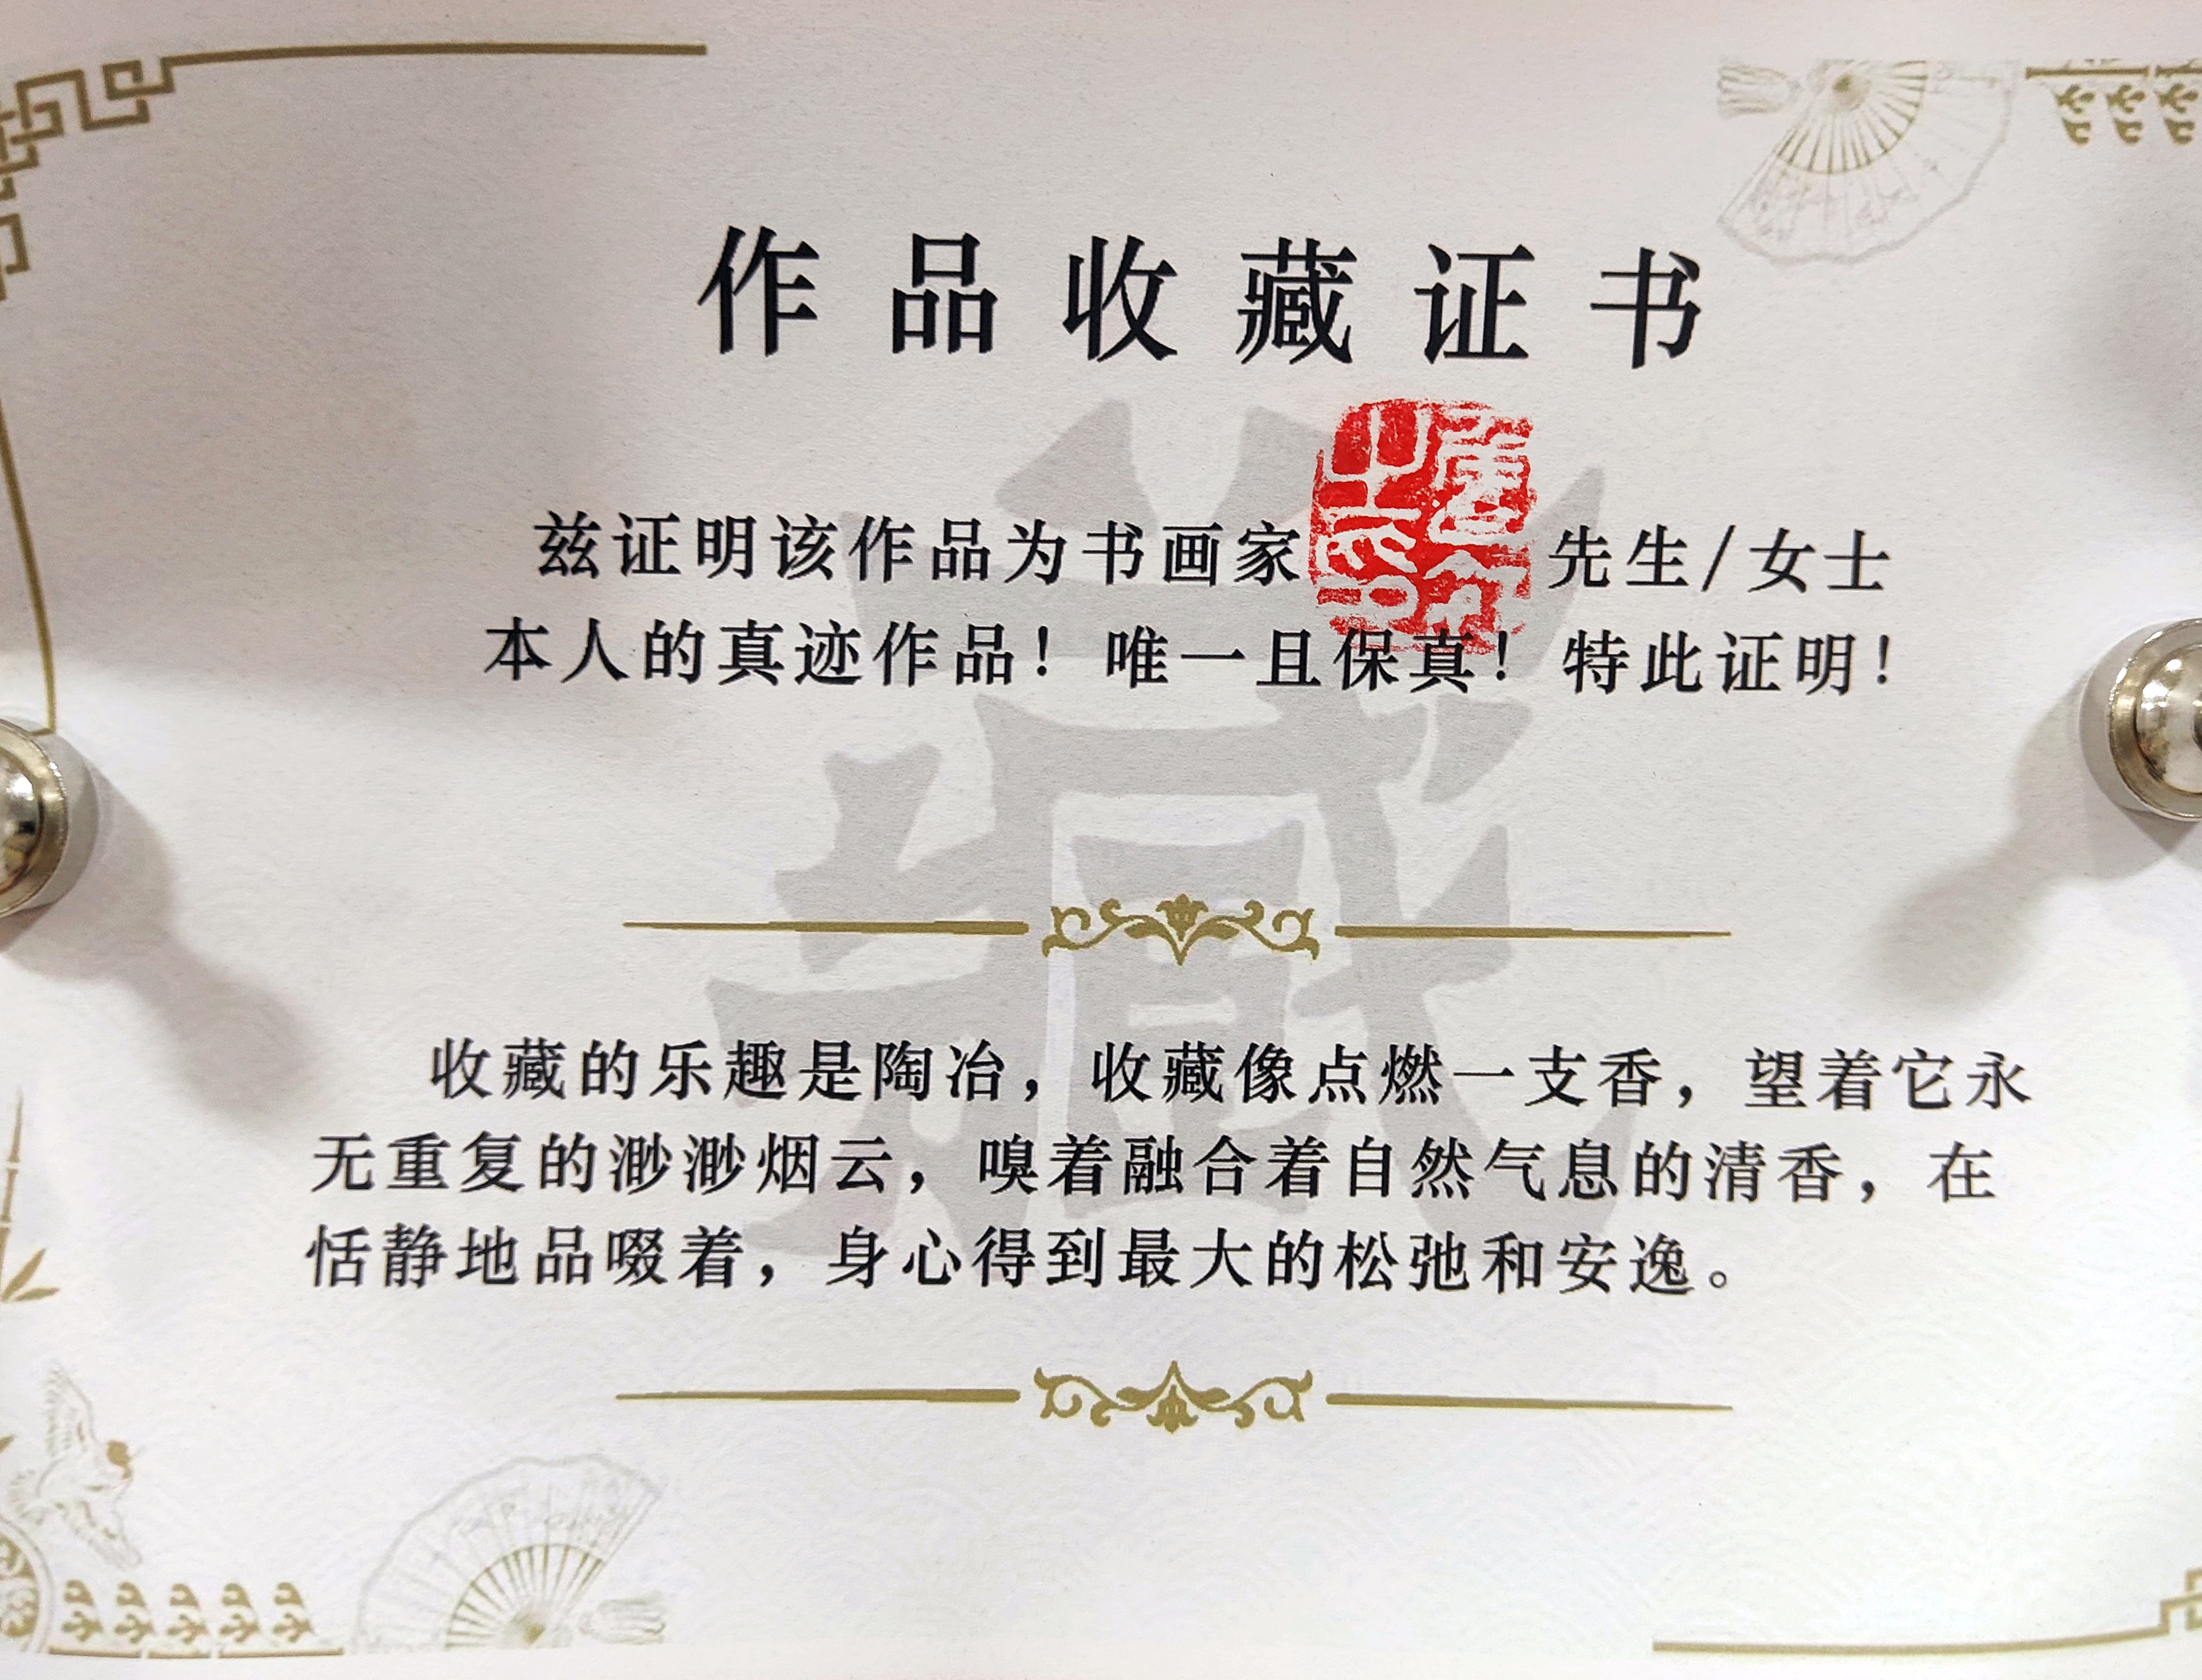 作品收藏证书
兹证明该作品为书画家 先生/女士
本人的真迹作品！唯一且保真！特此证明！
藏
收藏的乐趣是陶冶，收藏像点燃一支香，望着它永
无重复的渺渺烟云，嗅着融合着自然气息的清香，在
恬静地品啜着，身心得到最大的松弛和安逸。